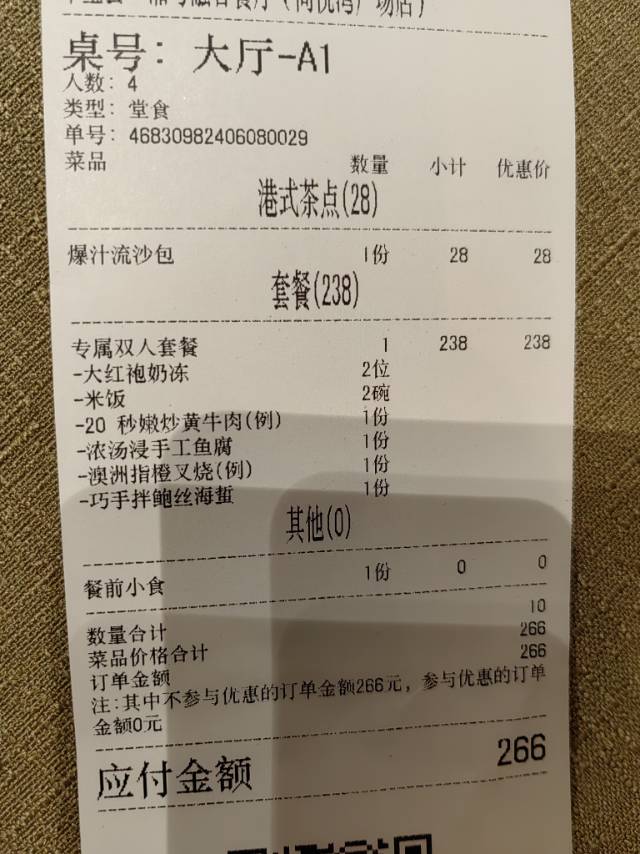 融合餐厅(
场店)
桌号: 大厅-A1
人数: 4
类型: 堂食
单号: 46830982406080029
菜品 数量 小计 优惠价
港式茶点(28)
爆汁流沙包 1份 28 28
套餐(238)
专属双人套餐 1 238 238
-大红袍奶冻 2位
-米饭 2碗
-20 秒嫩炒黄牛肉(例) 1份
-浓汤浸手工鱼腐 1份
-澳洲指橙叉烧(例) 1份
-巧手拌鲍丝海蜇 1份
其他(0)
餐前小食 1份 0 0
数量合计 10
菜品价格合计 266
订单金额 266
注:其中不参与优惠的订单金额266元，参与优惠的订单
金额0元
应付金额 266